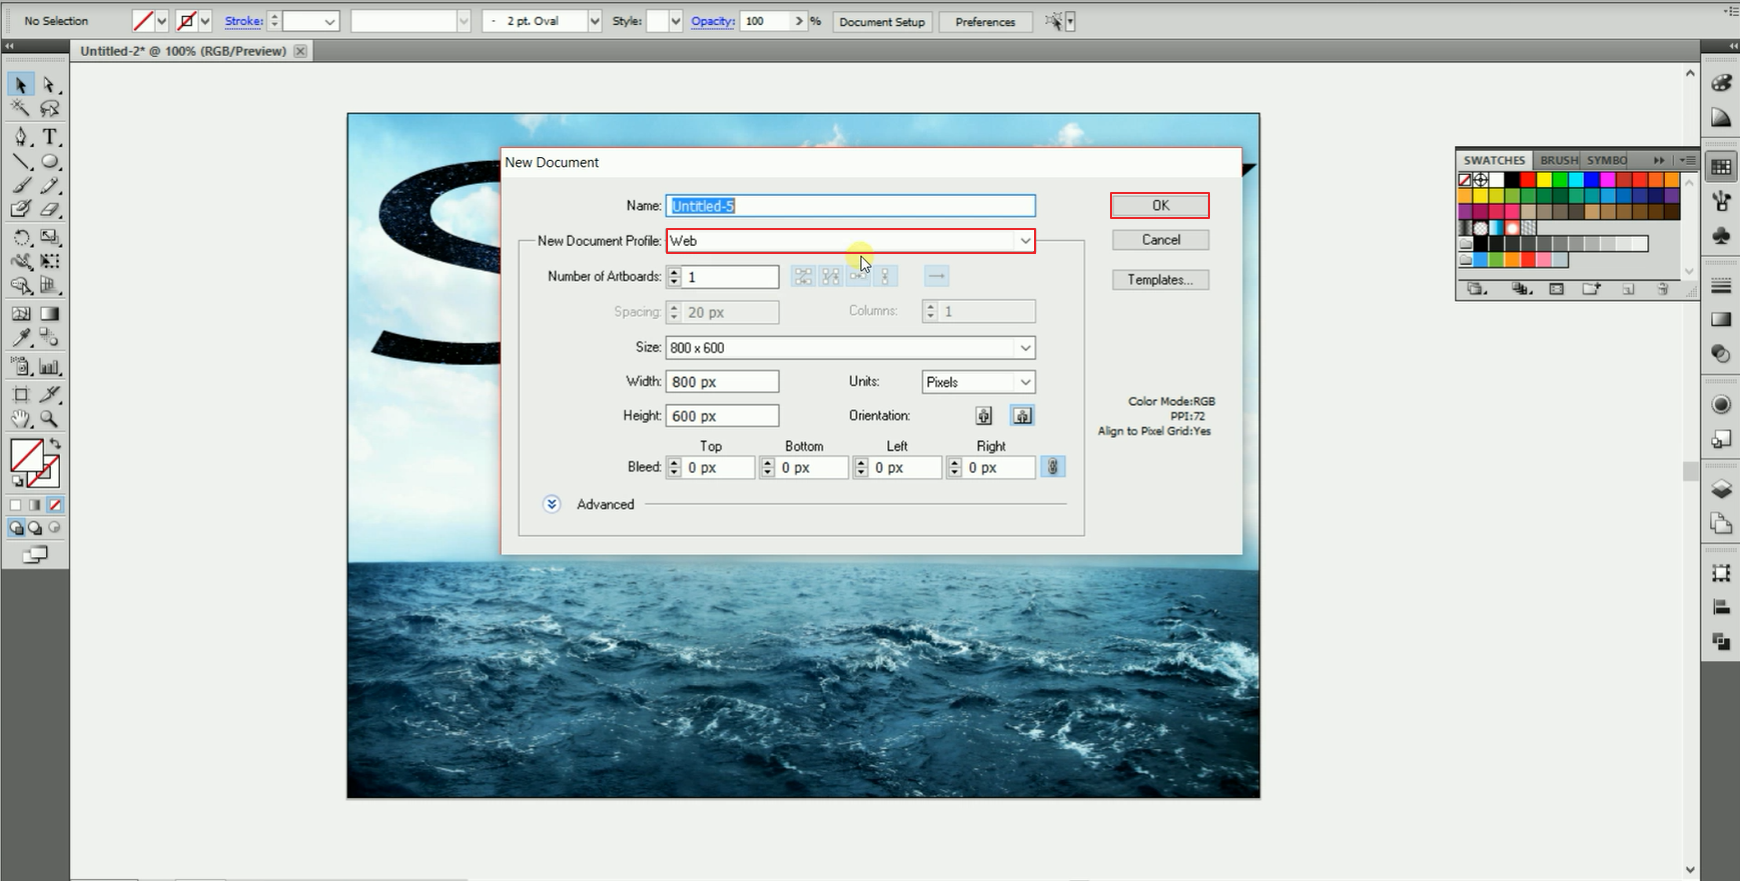 No Selection Stroke: - 2 pt. Oval Style: Opacity: 100 % Document Setup Preferences
Untitled-2* @ 100% (RGB/Preview)
New Document
Name: Untitled-5 OK
New Document Profile: Web Cancel
Number of Artboards: 1 Templates...
Spacing: 20 px Columns: 1
Size: 800 x 600
Width: 800 px Units: Pixels
Height: 600 px Orientation:
Color Mode:RGB
PPI:72
Align to Pixel Grid:Yes
Top Bottom Left Right
Bleed: 0 px 0 px 0 px 0 px
Advanced
SWATCHES BRUSH SYMBO